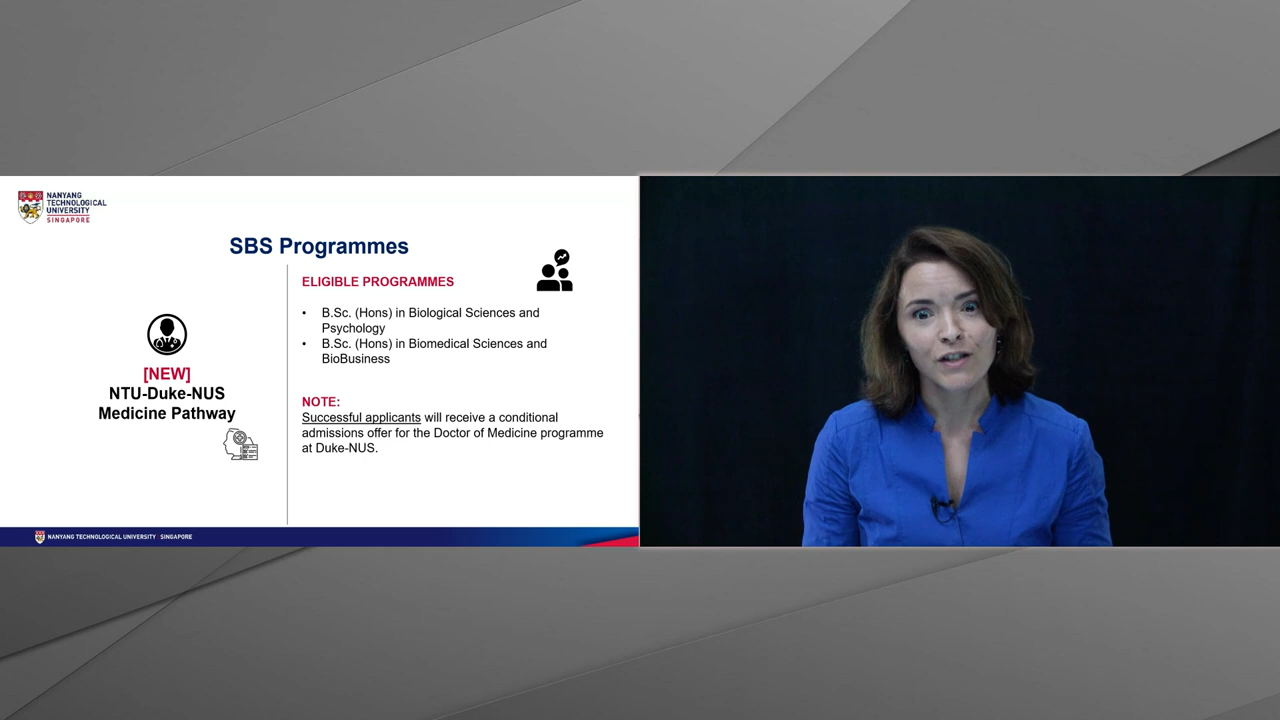 NANYANG
TECHNOLOGICAL
UNIVERSITY
SINGAPORE
SBS Programmes
[NEW]
NTU-Duke-NUS
Medicine Pathway
ELIGIBLE PROGRAMMES
• B.Sc. (Hons) in Biological Sciences and
Psychology
• B.Sc. (Hons) in Biomedical Sciences and
BioBusiness
NOTE:
Successful applicants will receive a conditional
admissions offer for the Doctor of Medicine programme
at Duke-NUS.
NANYANG TECHNOLOGICAL UNIVERSITY | SINGAPORE